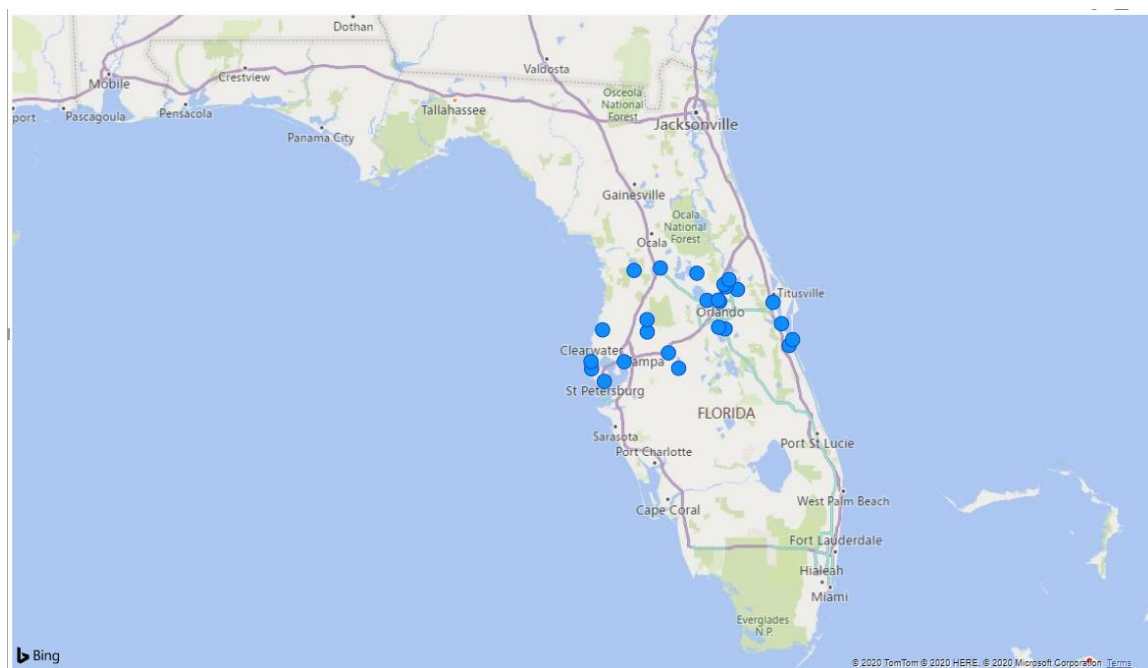 Dothan
Mobile
Crestview
Valdosta
port
Pascagoula
Pensacola
Tallahassee
Osceola
National
Forest
Jacksonville
Panama City
Gainesville
Ocala
National
Forest
Ocala
Titusville
Orlando
Clearwater
ampa
St Petersburg
FLORIDA
Sarasota
Port St Lucie
Port Charlotte
Cape Coral
West Palm Beach
Fort Lauderdale
Hialeah
Miami
Everglades
N.P.
Bing
© 2020 TomTom © 2020 HERE, © 2020 Microsoft Corporation Terms